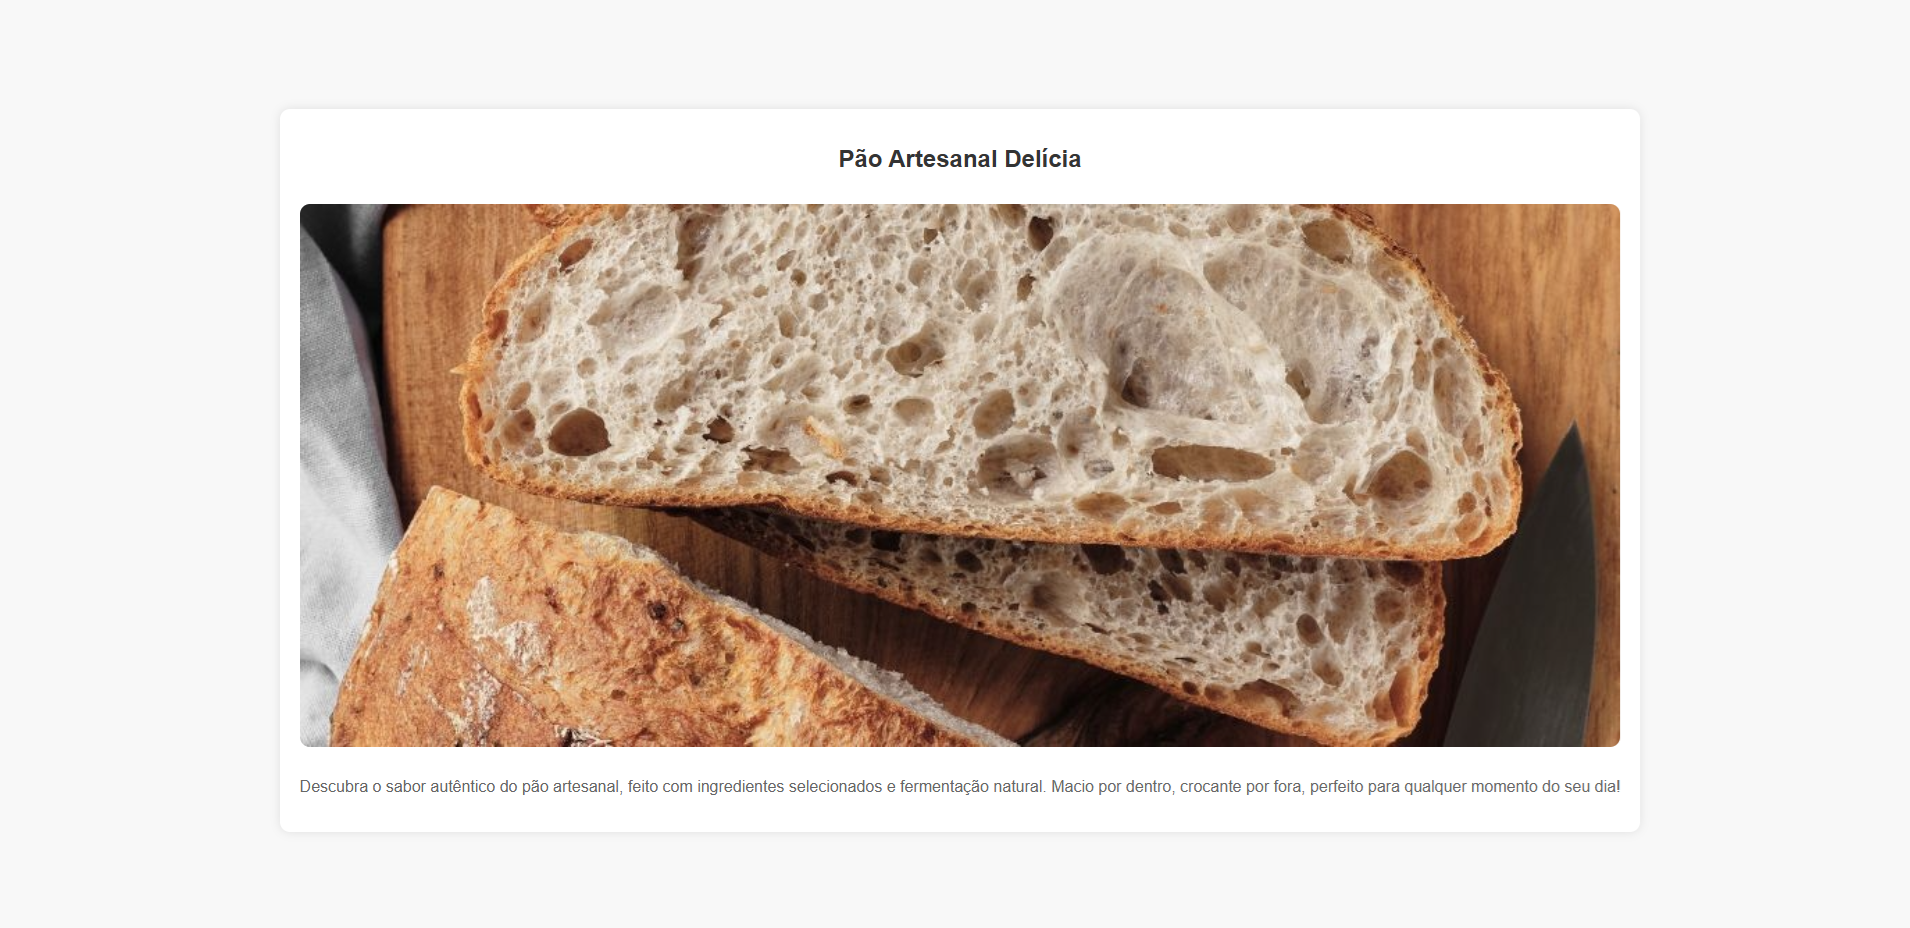 Pão Artesanal Delícia
Descubra o sabor autêntico do pão artesanal, feito com ingredientes selecionados e fermentação natural. Macio por dentro, crocante por fora, perfeito para qualquer momento do seu dia!